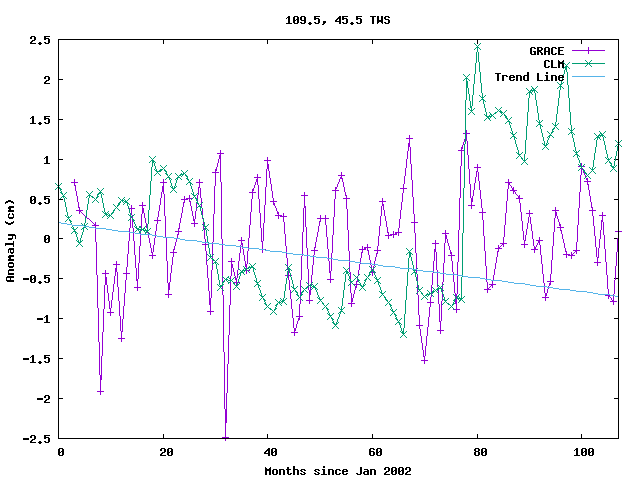 109.5, 45.5 TWS
GRACE
CLM
Trend Line
2.5
2
1.5
1
0.5
0
-0.5
-1
-1.5
-2
-2.5
Anomaly (cm)
0 20 40 60 80 100
Months since Jan 2002